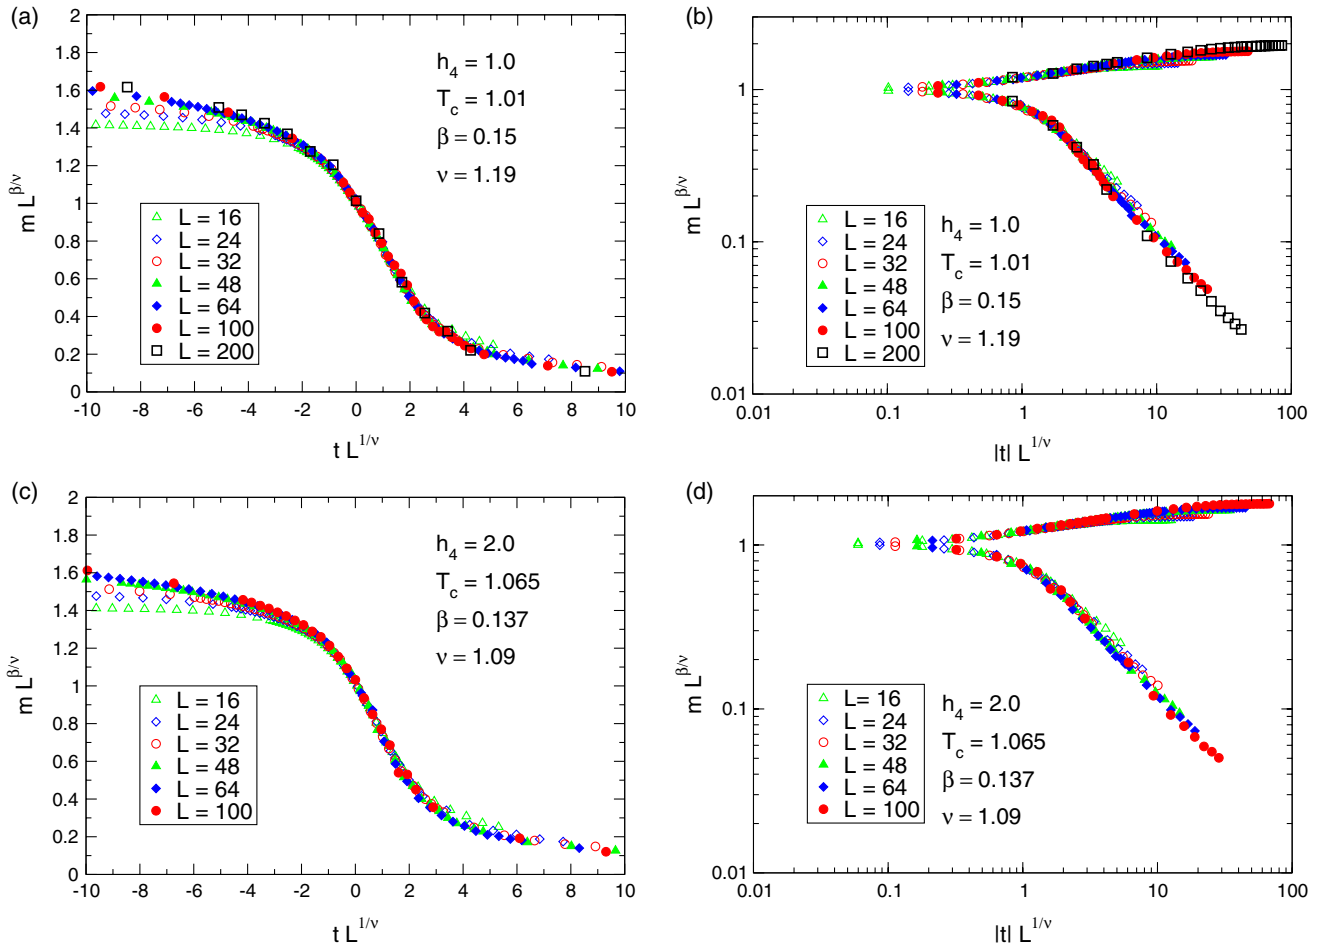 (a)
2
1.8
1.6
1.4
1.2
1
0.8
0.6
0.4
0.2
0
m L^{β/ν}
h_4 = 1.0
T_c = 1.01
β = 0.15
ν = 1.19
L = 16
L = 24
L = 32
L = 48
L = 64
L = 100
L = 200
-10 -8 -6 -4 -2 0 2 4 6 8 10
t L^{1/ν}
(b)
1
0.1
0.01
m L^{β/ν}
L = 16
L = 24
L = 32
L = 48
L = 64
L = 100
L = 200
h_4 = 1.0
T_c = 1.01
β = 0.15
ν = 1.19
0.01 0.1 1 10 100
|t| L^{1/ν}
(c)
2
1.8
1.6
1.4
1.2
1
0.8
0.6
0.4
0.2
0
m L^{β/ν}
h_4 = 2.0
T_c = 1.065
β = 0.137
ν = 1.09
L = 16
L = 24
L = 32
L = 48
L = 64
L = 100
-10 -8 -6 -4 -2 0 2 4 6 8 10
t L^{1/ν}
(d)
1
0.1
0.01
m L^{β/ν}
L= 16
L = 24
L = 32
L = 48
L = 64
L = 100
h_4 = 2.0
T_c = 1.065
β = 0.137
ν = 1.09
0.01 0.1 1 10 100
|t| L^{1/ν}